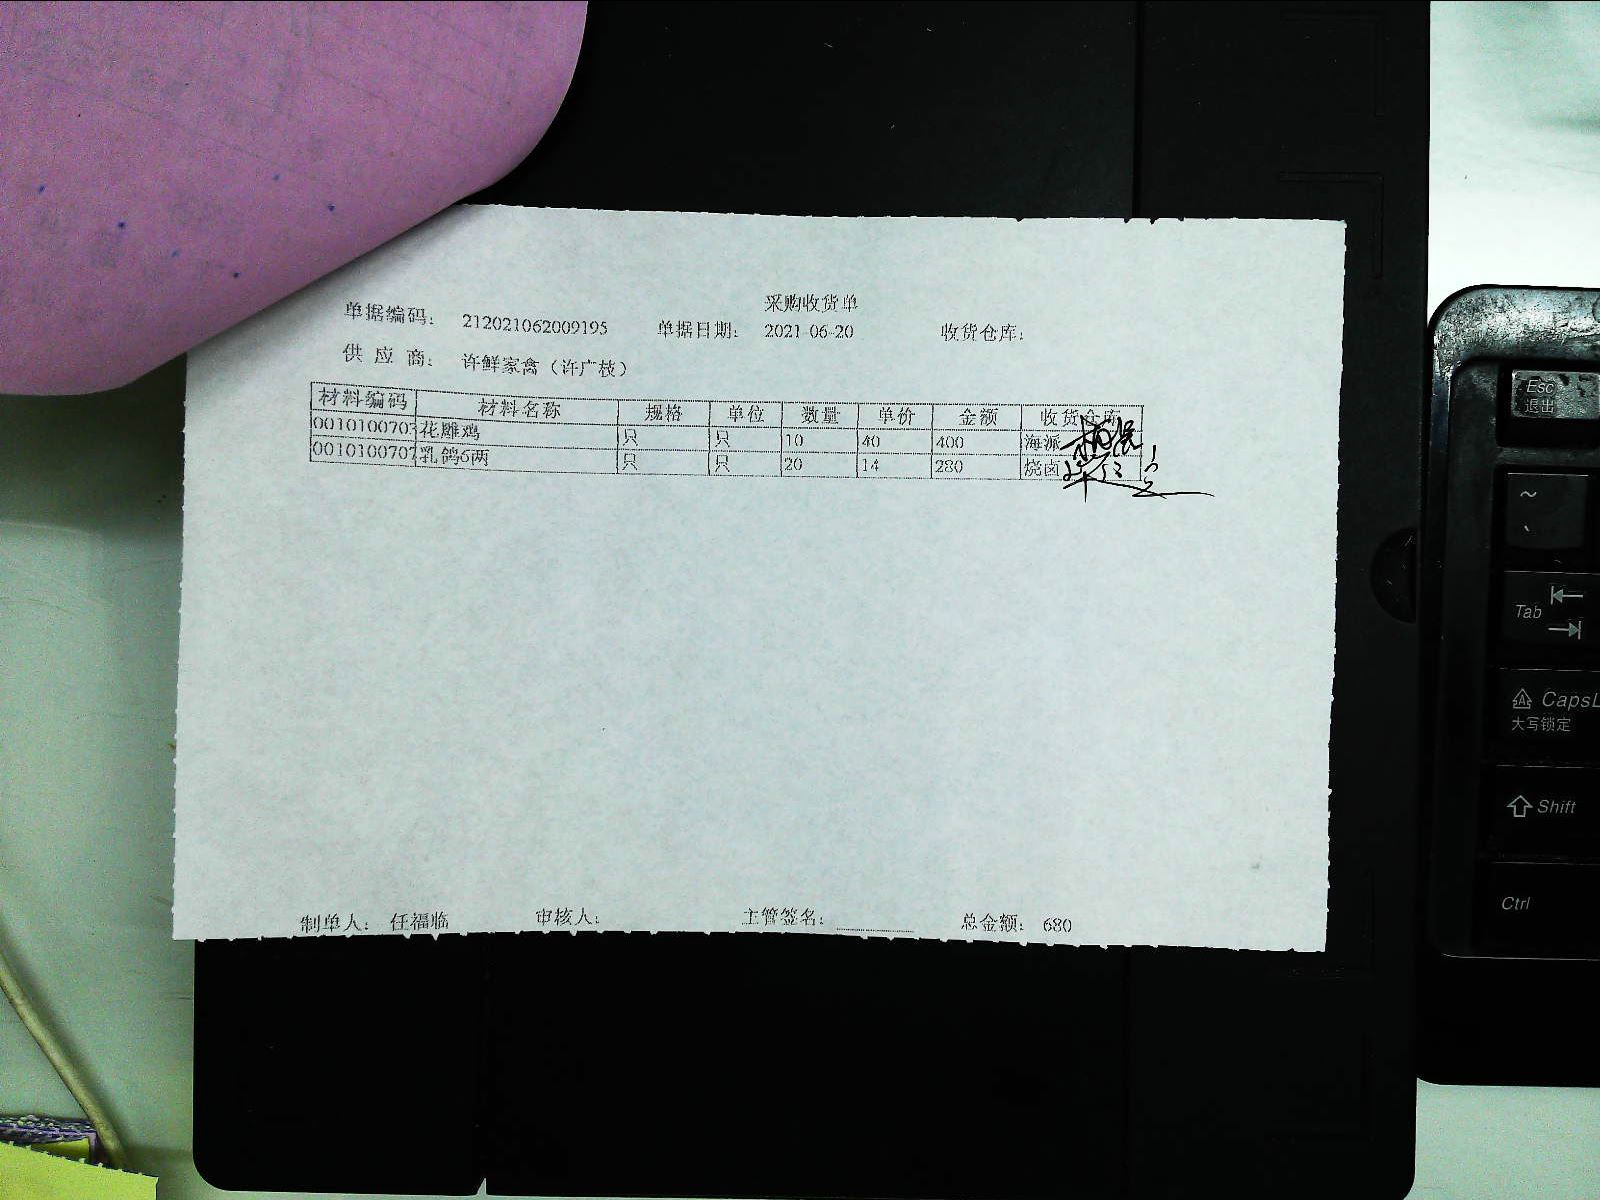 采购收货单
单据编码： 212021062009195 单据日期： 2021-06-20 收货仓库：
供 应 商： 许鲜家禽（许广枝）
材料编码 材料名称 规格 单位 数量 单价 金额 收货仓库
0010100703 花雕鸡 只 只 10 40 400 海派
0010100707 乳鸽6两 只 只 20 14 280 烧卤
制单人： 任福临 审核人： 主管签名： 总金额： 680
Esc
退出
~
、
Tab
CapsL
大写锁定
Shift
Ctrl